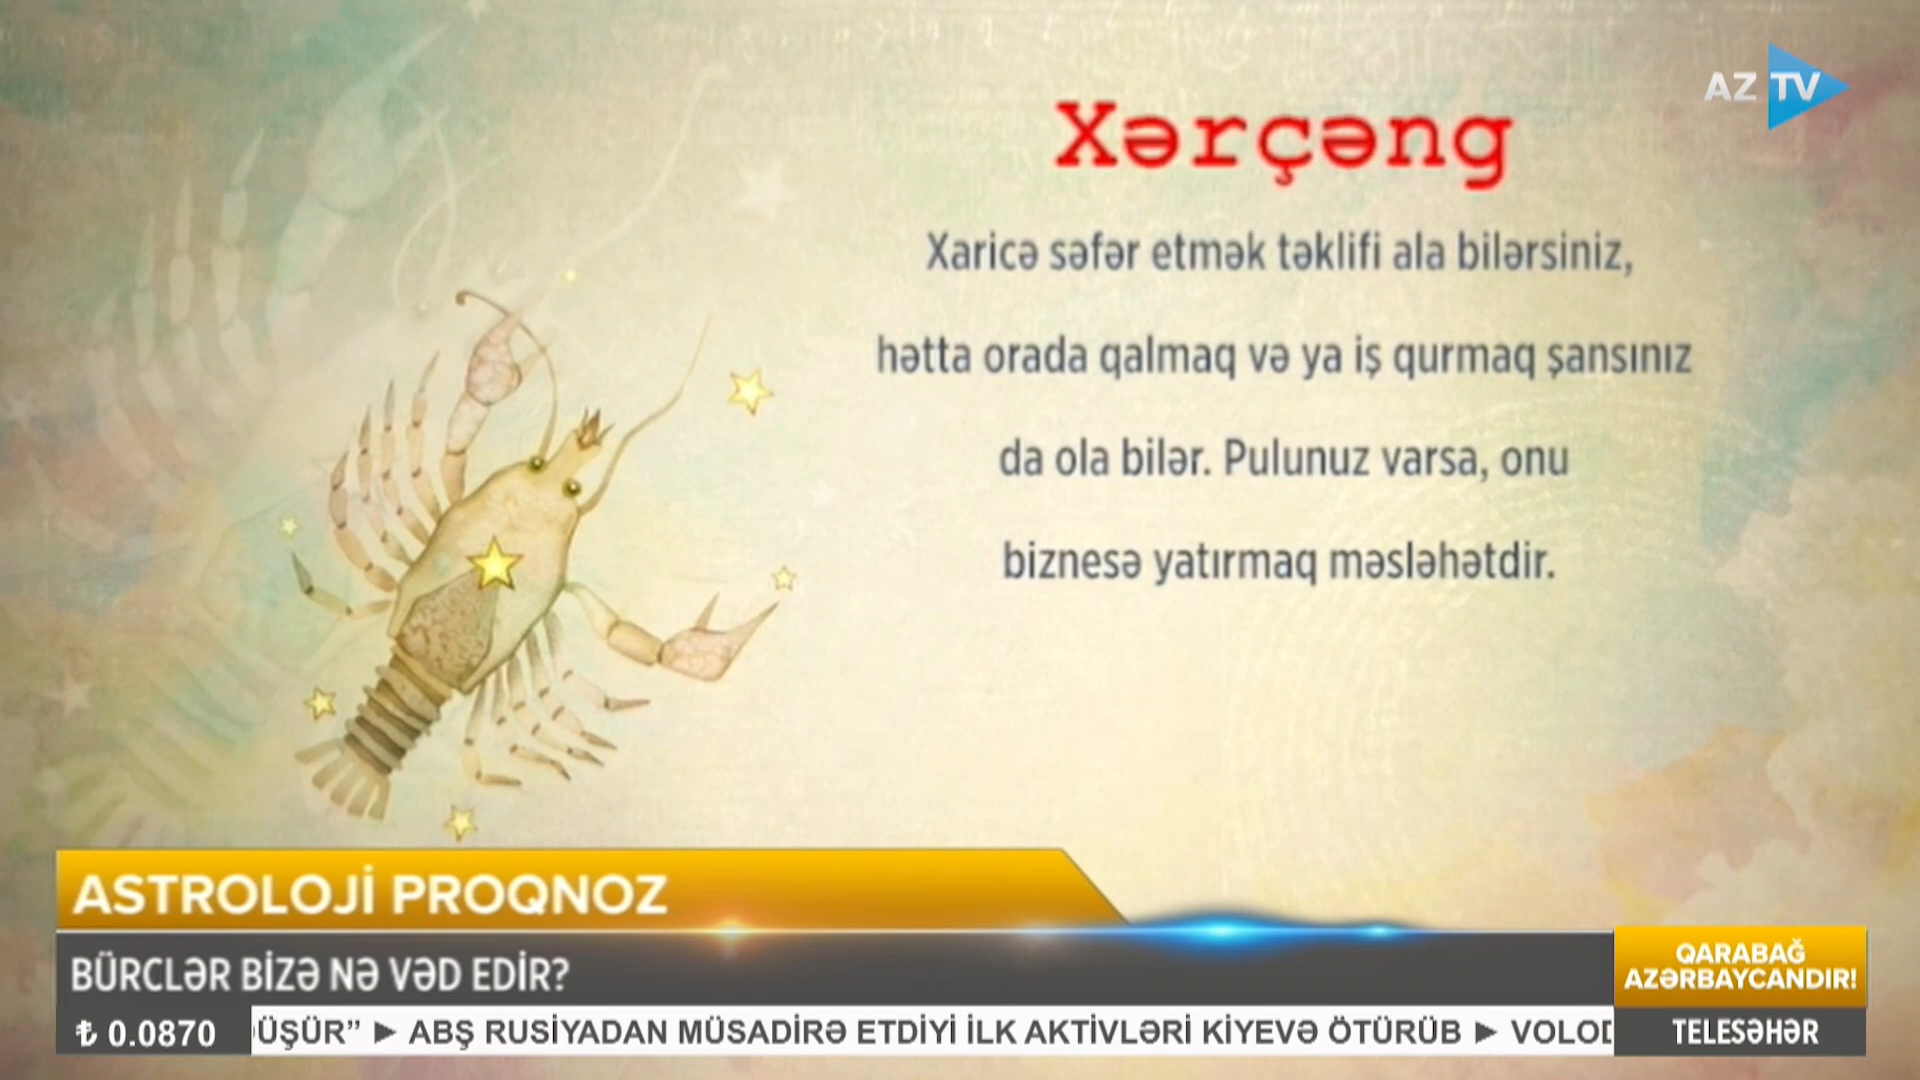 AZ TV
Xərçəng
Xaricə səfər etmək təklifi ala bilərsiniz,
hətta orada qalmaq və ya iş qurmaq şansınız
da ola bilər. Pulunuz varsa, onu
biznesə yatırmaq məsləhətdir.
ASTROLOJİ PROQNOZ
BÜRCLƏR BİZƏ NƏ VƏD EDİR?
QARABAĞ
AZƏRBAYCANDIR!
₺ 0.0870
ÜŞÜR” ► ABŞ RUSİYADAN MÜSADİRƏ ETDİYİ İLK AKTİVLƏRİ KİYEVƏ ÖTÜRÜB ►
TELESƏHƏR